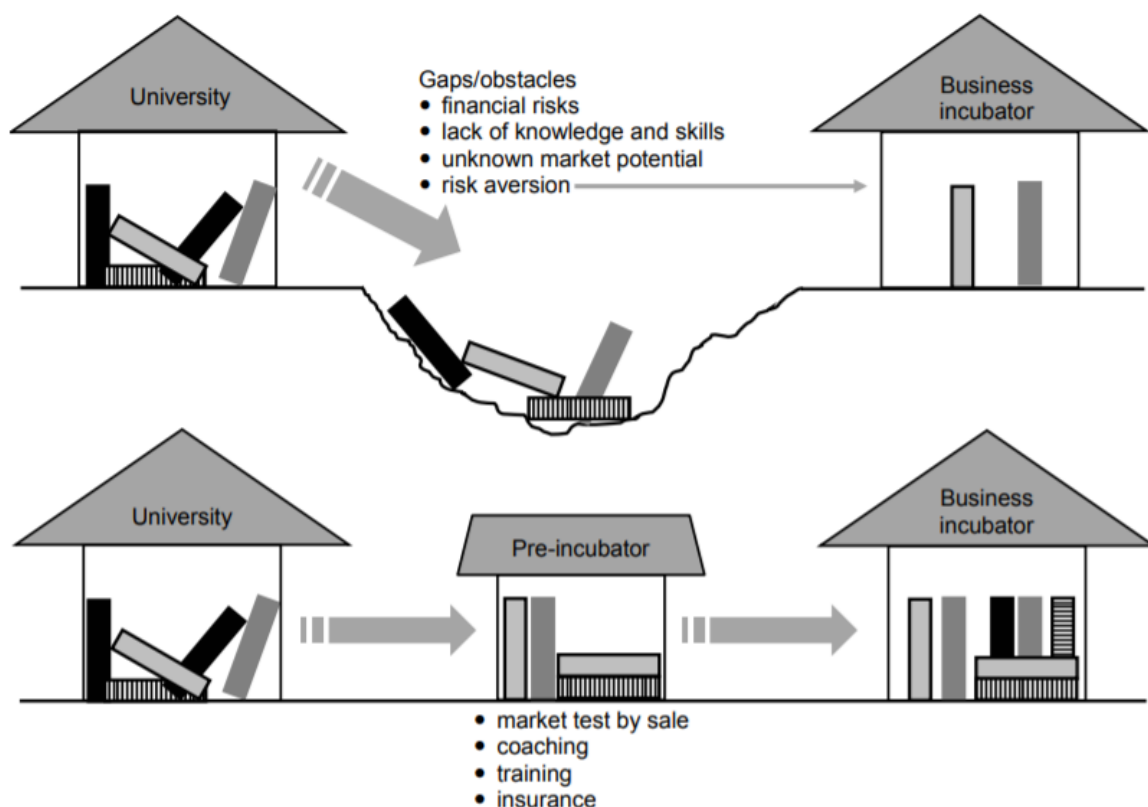 University
Gaps/obstacles
• financial risks
• lack of knowledge and skills
• unknown market potential
• risk aversion
Business
incubator
University
Pre-incubator
Business
incubator
• market test by sale
• coaching
• training
• insurance